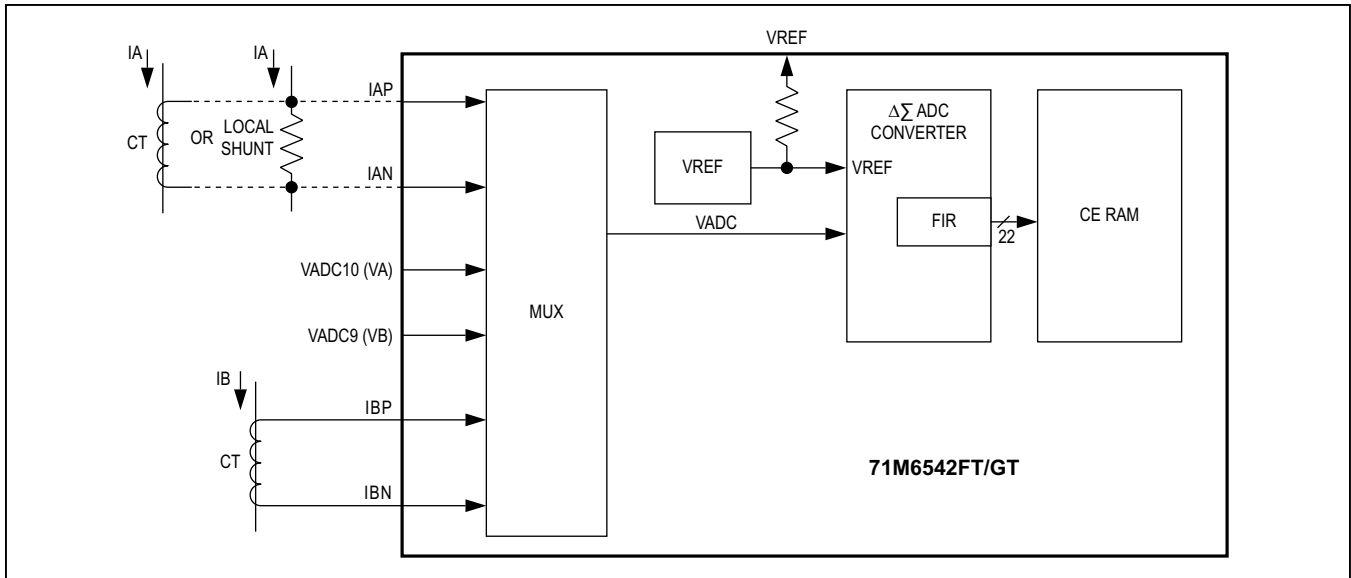 VREF
IA
IA
IAP
CT
OR
LOCAL
SHUNT
IAN
VADC10 (VA)
VADC9 (VB)
IB
IBP
CT
IBN
MUX
VREF
VADC
∆∑ ADC
CONVERTER
VREF
FIR
22
CE RAM
71M6542FT/GT